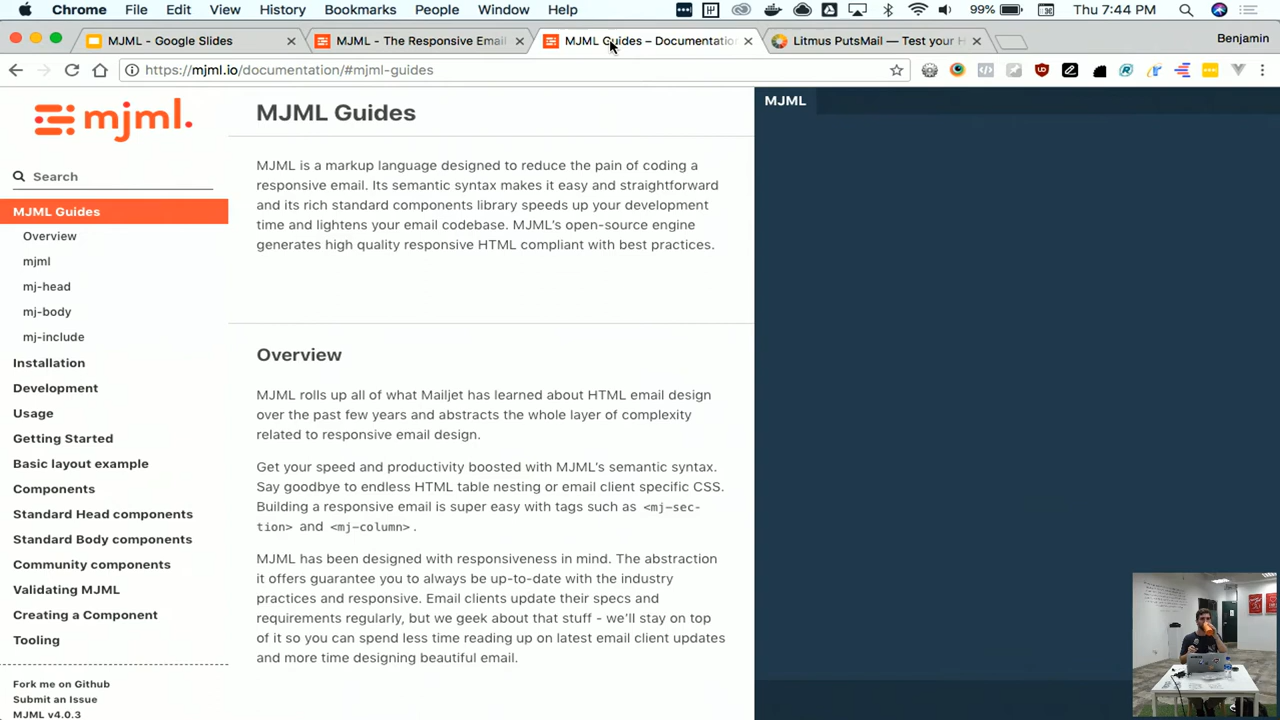 Chrome File Edit View History Bookmarks People Window Help 99% Thu 7:44 PM
MJML - Google Slides MJML - The Responsive Email MJML Guides – Documentatio Litmus PutsMail — Test your H Benjamin
https://mjml.io/documentation/#mjml-guides
mjml.
Search
MJML Guides
Overview
mjml
mj-head
mj-body
mj-include
Installation
Development
Usage
Getting Started
Basic layout example
Components
Standard Head components
Standard Body components
Community components
Validating MJML
Creating a Component
Tooling
Fork me on Github
Submit an Issue
MJML v4.0.3
MJML Guides
MJML is a markup language designed to reduce the pain of coding a
responsive email. Its semantic syntax makes it easy and straightforward
and its rich standard components library speeds up your development
time and lightens your email codebase. MJML's open-source engine
generates high quality responsive HTML compliant with best practices.
Overview
MJML rolls up all of what Mailjet has learned about HTML email design
over the past few years and abstracts the whole layer of complexity
related to responsive email design.
Get your speed and productivity boosted with MJML's semantic syntax.
Say goodbye to endless HTML table nesting or email client specific CSS.
Building a responsive email is super easy with tags such as <mj-sec-
tion> and <mj-column>.
MJML has been designed with responsiveness in mind. The abstraction
it offers guarantee you to always be up-to-date with the industry
practices and responsive. Email clients update their specs and
requirements regularly, but we geek about that stuff - we'll stay on top
of it so you can spend less time reading up on latest email client updates
and more time designing beautiful email.
MJML